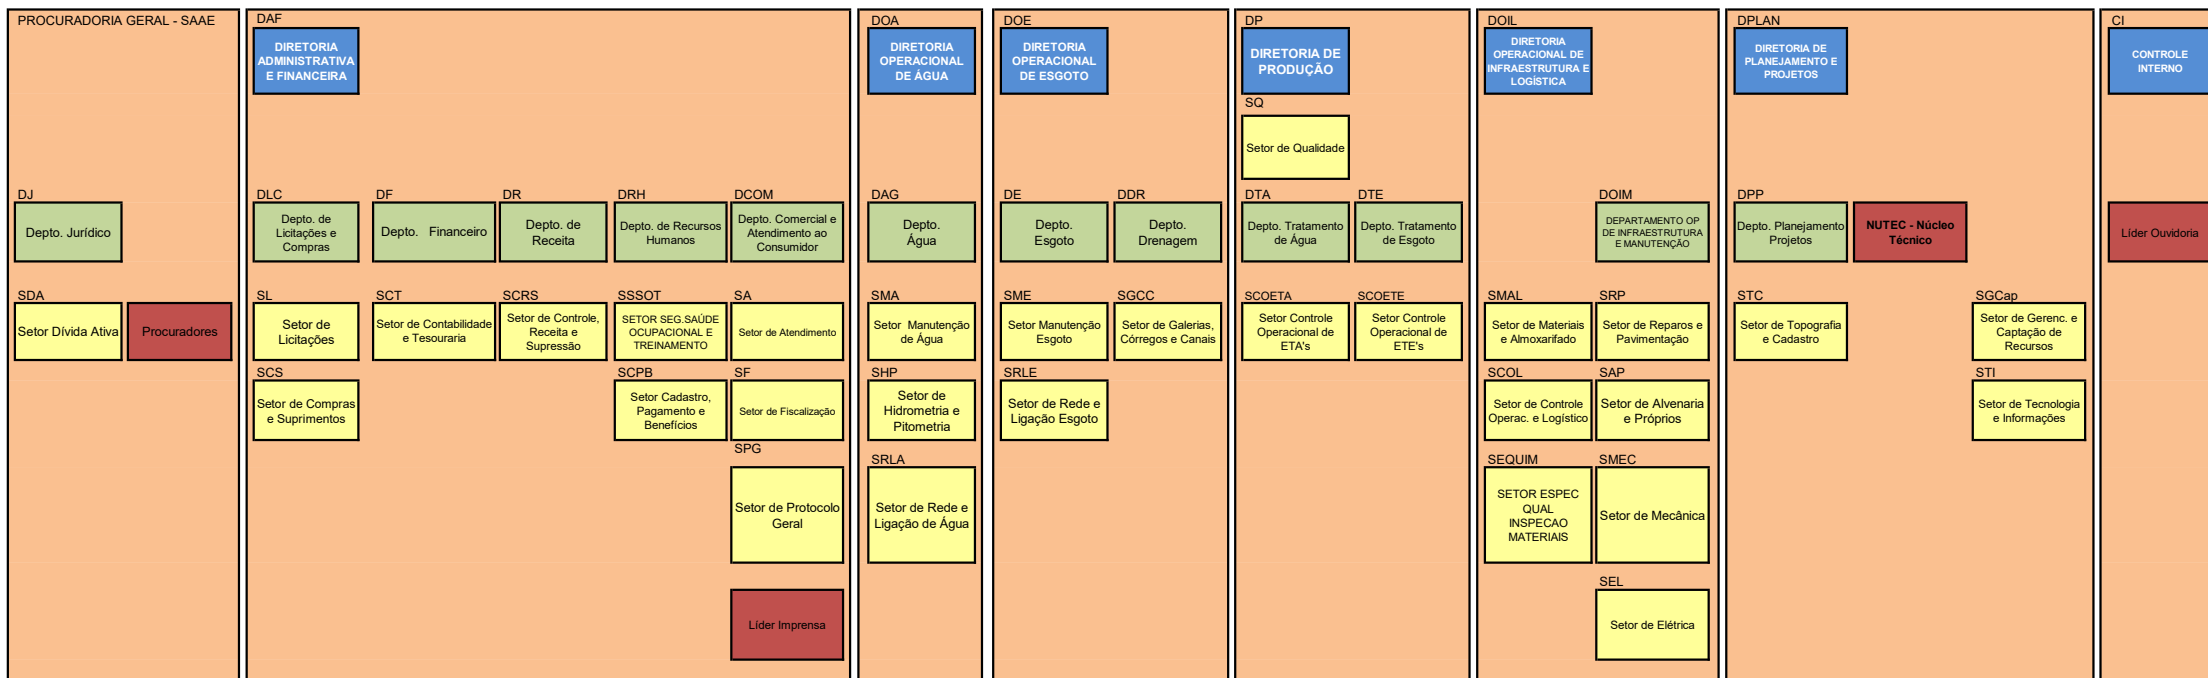 PROCURADORIA GERAL - SAAE
DJ
Depto. Jurídico
SDA
Setor Dívida Ativa
Procuradores
DAF
DIRETORIA
ADMINISTRATIVA
E FINANCEIRA
DLC
Depto. de
Licitações e
Compras
DF
Depto. Financeiro
DR
Depto. de
Receita
DRH
Depto. de Recursos
Humanos
DCOM
Depto. Comercial e
Atendimento ao
Consumidor
SL
Setor de
Licitações
SCT
Setor de Contabilidade
e Tesouraria
SCRS
Setor de Controle,
Receita e
Supressão
SSSOT
SETOR SEG.SAÚDE
OCUPACIONAL E
TREINAMENTO
SA
Setor de Atendimento
SCS
Setor de Compras
e Suprimentos
SCPB
Setor Cadastro,
Pagamento e
Benefícios
SF
Setor de Fiscalização
SPG
Setor de Protocolo
Geral
Líder Imprensa
DOA
DIRETORIA
OPERACIONAL
DE ÁGUA
DAG
Depto.
Água
SMA
Setor Manutenção
de Água
SHP
Setor de
Hidrometria e
Pitometria
SRLA
Setor de Rede e
Ligação de Água
DOE
DIRETORIA
OPERACIONAL
DE ESGOTO
DE
Depto.
Esgoto
DDR
Depto.
Drenagem
SME
Setor Manutenção
Esgoto
SGCC
Setor de Galerias,
Córregos e Canais
SRLE
Setor de Rede e
Ligação Esgoto
DP
DIRETORIA DE
PRODUÇÃO
SQ
Setor de Qualidade
DTA
Depto. Tratamento
de Água
DTE
Depto. Tratamento
de Esgoto
SCOETA
Setor Controle
Operacional de
ETA's
SCOETE
Setor Controle
Operacional de
ETE's
DOIL
DIRETORIA
OPERACIONAL DE
INFRAESTRUTURA E
LOGÍSTICA
DOIM
DEPARTAMENTO OP
DE INFRAESTRUTURA
E MANUTENÇÃO
SMAL
Setor de Materiais
e Almoxarifado
SRP
Setor de Reparos e
Pavimentação
SCOL
Setor de Controle
Operac. e Logístico
SAP
Setor de Alvenaria
e Próprios
SEQUIM
SETOR ESPEC
QUAL
INSPECAO
MATERIAIS
SMEC
Setor de Mecânica
SEL
Setor de Elétrica
DPLAN
DIRETORIA DE
PLANEJAMENTO E
PROJETOS
DPP
Depto. Planejamento
Projetos
NUTEC - Núcleo
Técnico
STC
Setor de Topografia
e Cadastro
SGCap
Setor de Gerenc. e
Captação de
Recursos
STI
Setor de Tecnologia
e Informações
CI
CONTROLE
INTERNO
Líder Ouvidoria